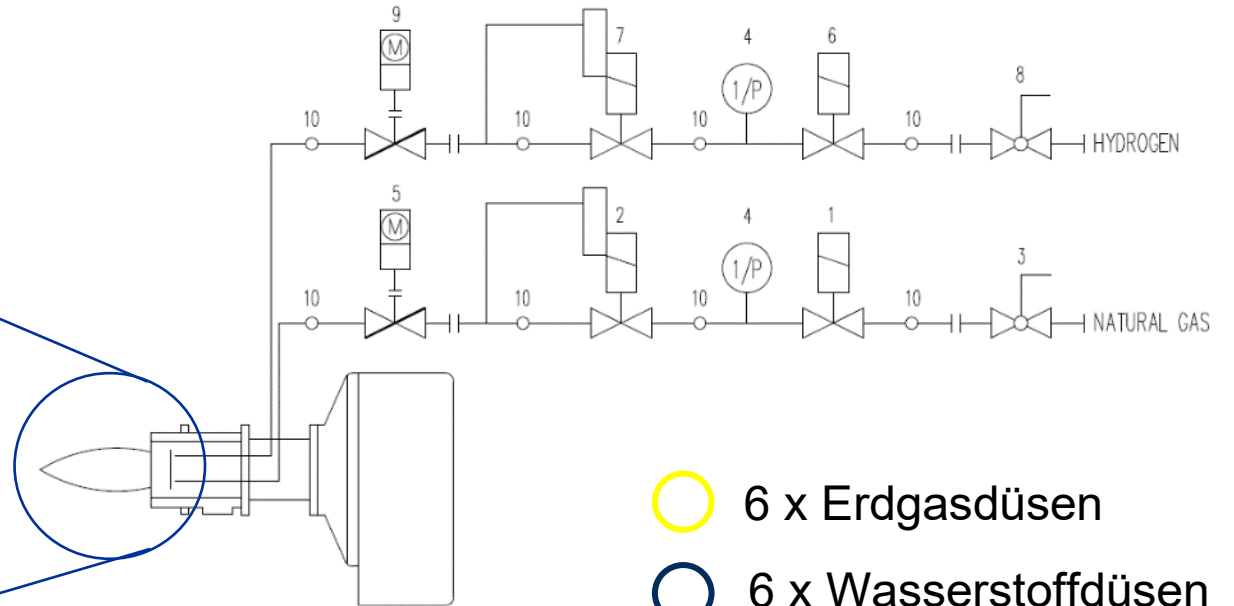 9
M
7
4
1/P
6
8
10
10
10
10
HYDROGEN
5
M
2
4
1/P
1
3
10
10
10
10
NATURAL GAS
6 x Erdgasdüsen
6 x Wasserstoffdüsen